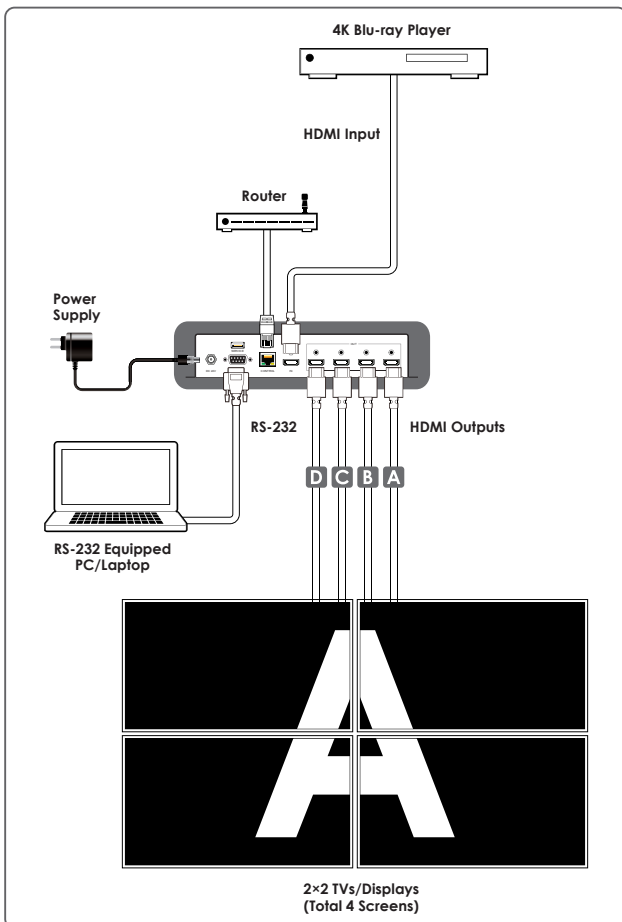 4K Blu-ray Player
HDMI Input
Router
Power
Supply
RS-232
HDMI Outputs
D C B A
RS-232 Equipped
PC/Laptop
A
2×2 TVs/Displays
(Total 4 Screens)